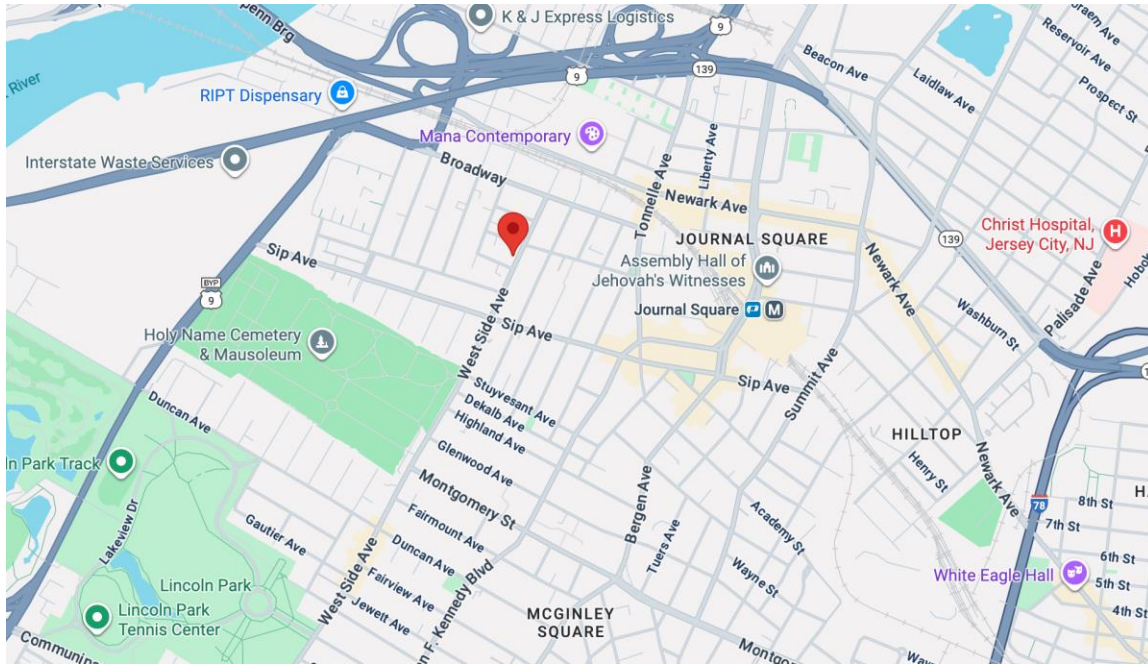 penn Brg
K & J Express Logistics
9
River
RIPT Dispensary
9
139
Beacon Ave
Laidlaw Ave
Reservoir Ave
Prospect St
Mana Contemporary
Interstate Waste Services
Broadway
Tonnelle Ave
Liberty Ave
Newark Ave
JOURNAL SQUARE
Christ Hospital,
Jersey City, NJ
139
Assembly Hall of
Jehovah's Witnesses
Newark Ave
Palisade Ave
Sip Ave
BYP
9
West Side Ave
Journal Square
M
Washburn St
Holy Name Cemetery
& Mausoleum
Sip Ave
Sip Ave
Summit Ave
Stuyvesant Ave
Dekalb Ave
Highland Ave
Duncan Ave
HILLTOP
Glenwood Ave
Henry St
Newark Ave
ln Park Track
Montgomery St
Bergen Ave
Academy St
78
8th St
7th St
Lakeview Dr
Gautier Ave
Fairmount Ave
Tuers Ave
Duncan Ave
6th St
5th St
4th St
West Side Ave
Fairview Ave
Wayne St
White Eagle Hall
Lincoln Park
Jewett Ave
Lincoln Park
Tennis Center
n F. Kennedy Blvd
MCGINLEY
SQUARE
H